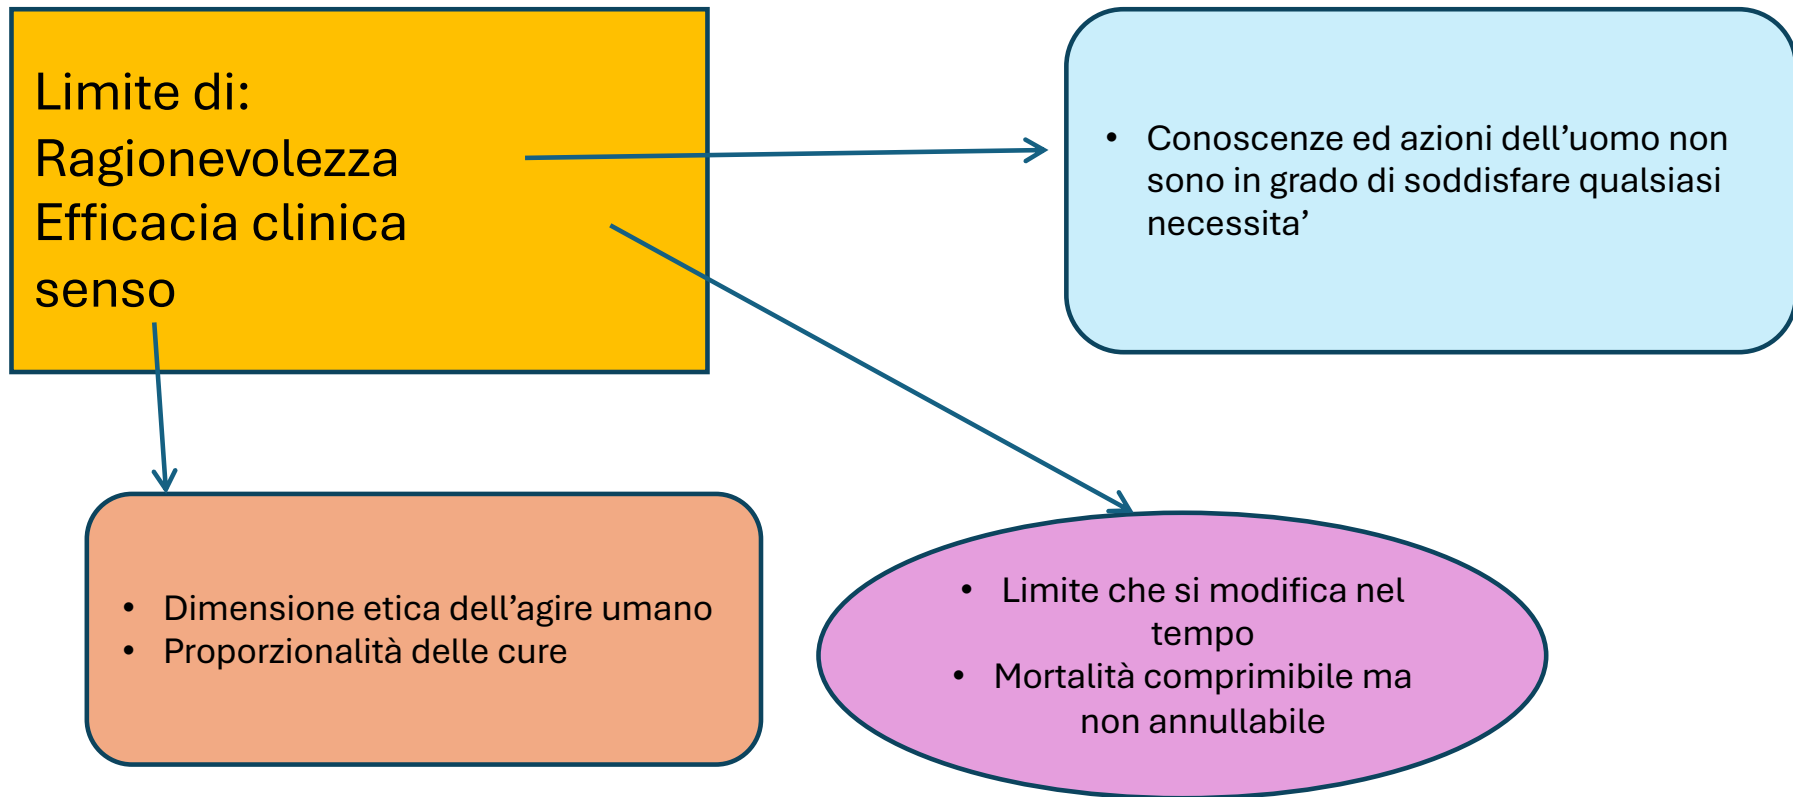 Limite di:
Ragionevolezza
Efficacia clinica
senso
• Conoscenze ed azioni dell’uomo non
sono in grado di soddisfare qualsiasi
necessita’
• Dimensione etica dell’agire umano
• Proporzionalità delle cure
• Limite che si modifica nel
tempo
• Mortalità comprimibile ma
non annullabile